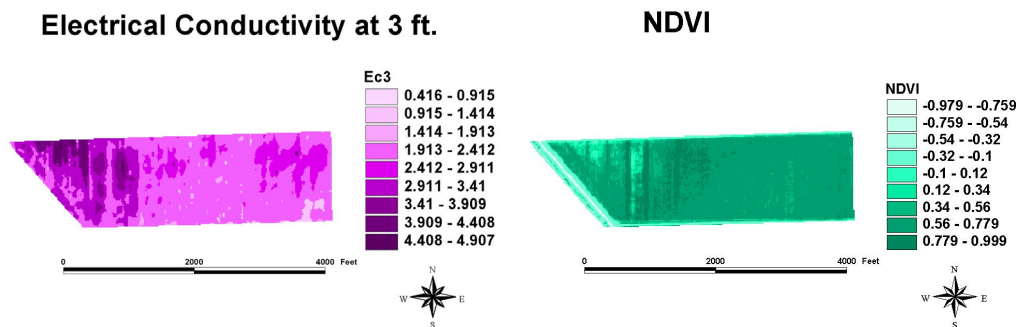 Electrical Conductivity at 3 ft.
Ec3
0.416 - 0.915
0.915 - 1.414
1.414 - 1.913
1.913 - 2.412
2.412 - 2.911
2.911 - 3.41
3.41 - 3.909
3.909 - 4.408
4.408 - 4.907
0 2000 4000 Feet
N
W E
S
NDVI
NDVI
-0.979 - -0.759
-0.759 - -0.54
-0.54 - -0.32
-0.32 - -0.1
-0.1 - 0.12
0.12 - 0.34
0.34 - 0.56
0.56 - 0.779
0.779 - 0.999
0 2000 4000 Feet
N
W E
S